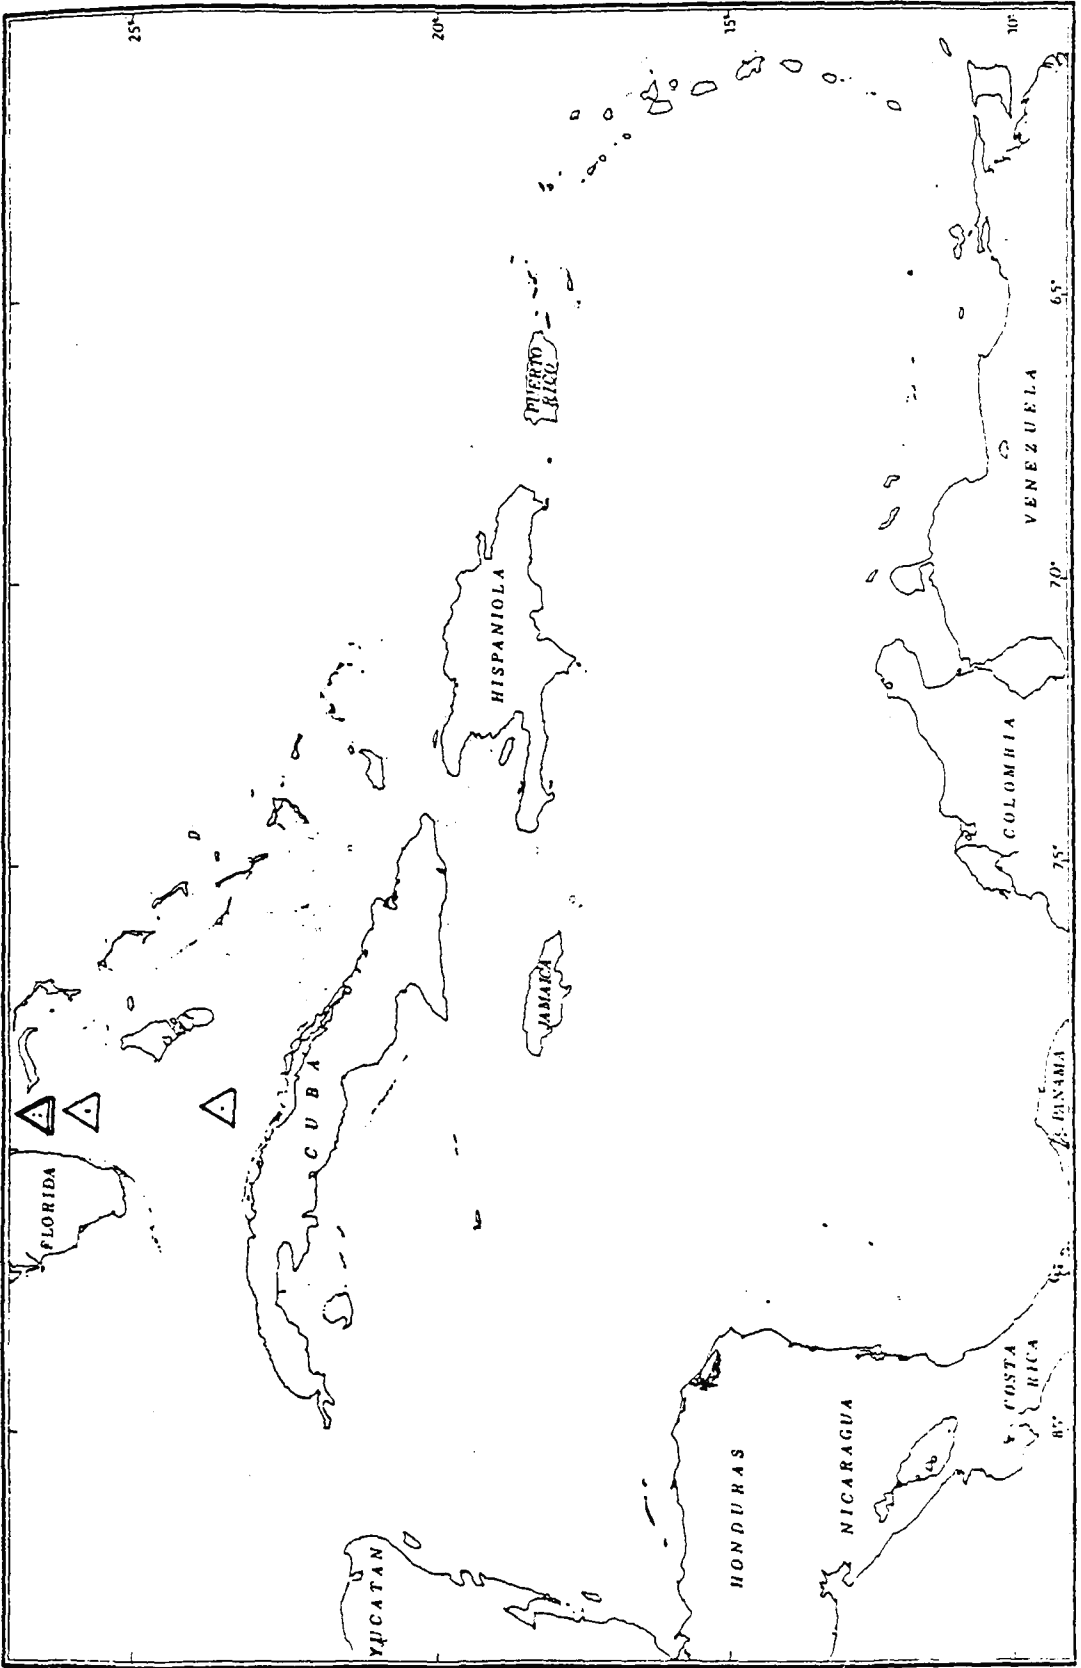 25°
20°
15°
10°
FLORIDA
CUBA
JAMAICA
HISPANIOLA
PUERTO
RICO
YUCATAN
HONDURAS
NICARAGUA
COSTA
RICA
PANAMA
COLOMBIA
VENEZUELA
85°
75°
70°
65°